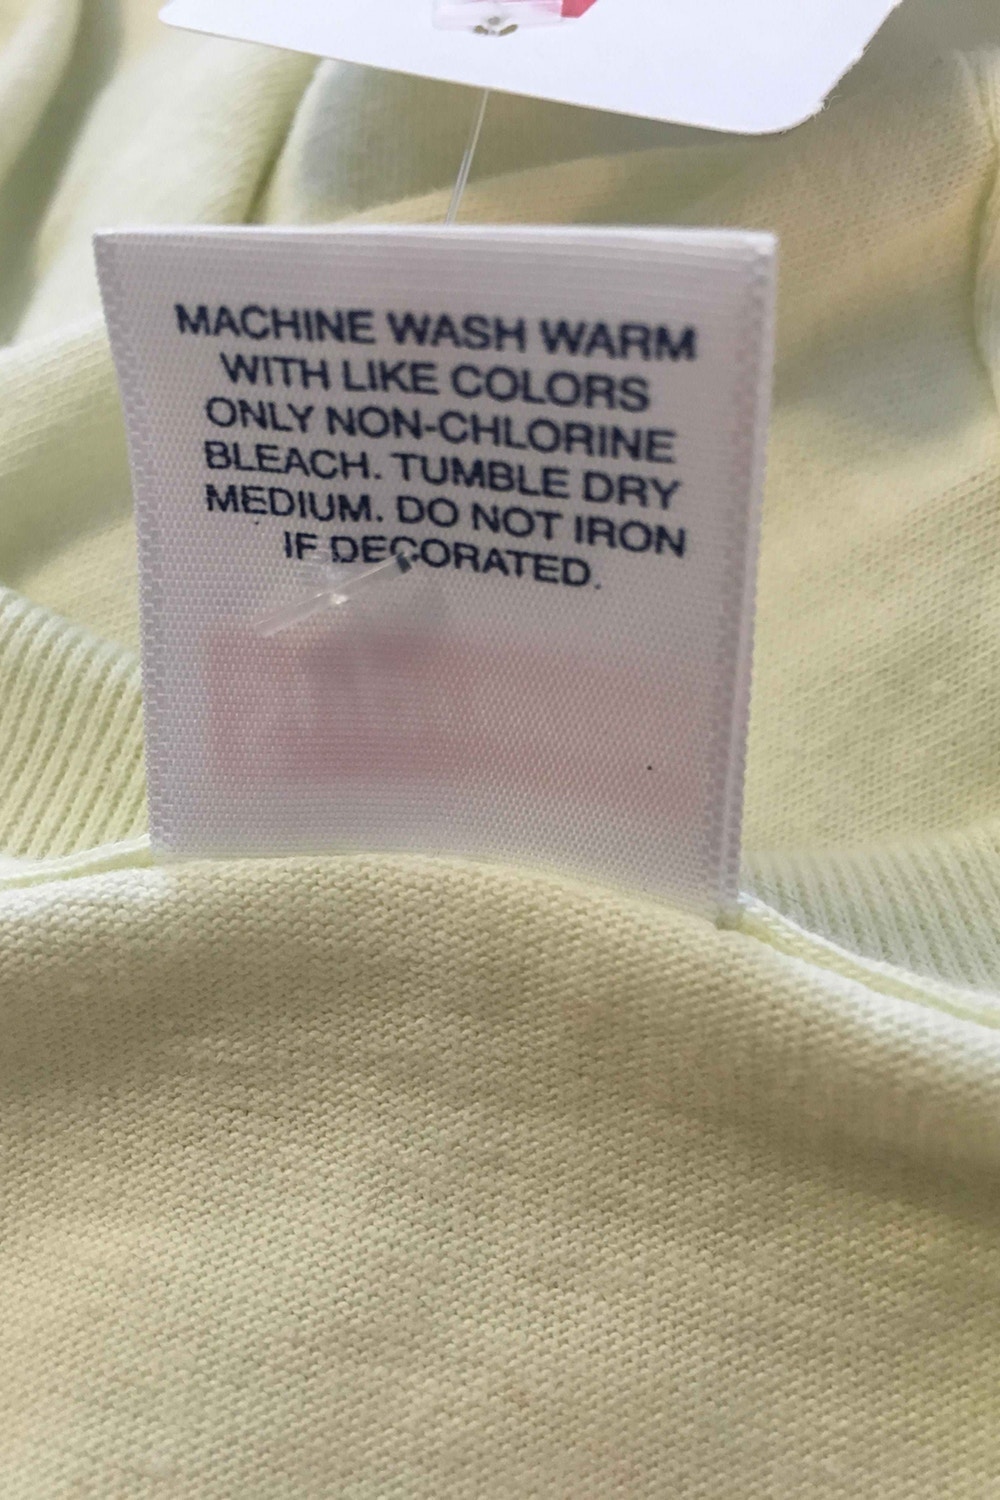 MACHINE WASH WARM
WITH LIKE COLORS
ONLY NON-CHLORINE
BLEACH. TUMBLE DRY
MEDIUM. DO NOT IRON
IF DECORATED.